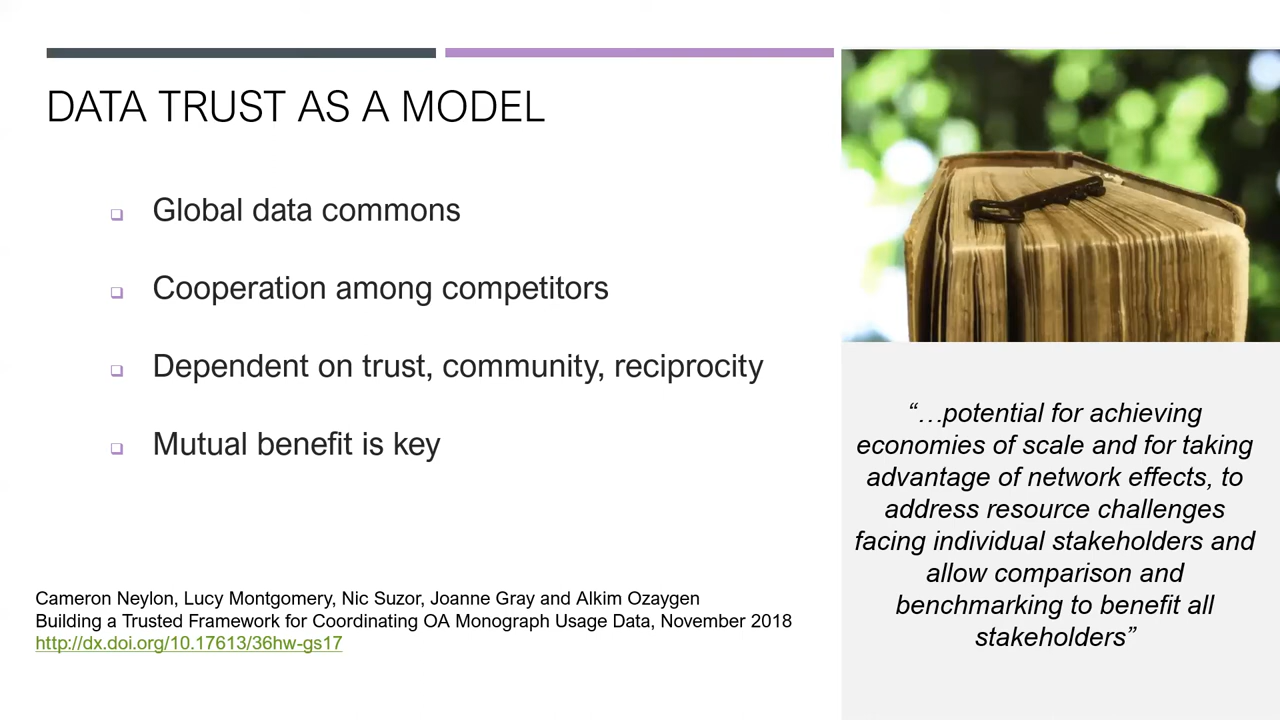 DATA TRUST AS A MODEL
Global data commons
Cooperation among competitors
Dependent on trust, community, reciprocity
Mutual benefit is key
Cameron Neylon, Lucy Montgomery, Nic Suzor, Joanne Gray and Alkim Ozaygen
Building a Trusted Framework for Coordinating OA Monograph Usage Data, November 2018
http://dx.doi.org/10.17613/36hw-gs17
“…potential for achieving
economies of scale and for taking
advantage of network effects, to
address resource challenges
facing individual stakeholders and
allow comparison and
benchmarking to benefit all
stakeholders”